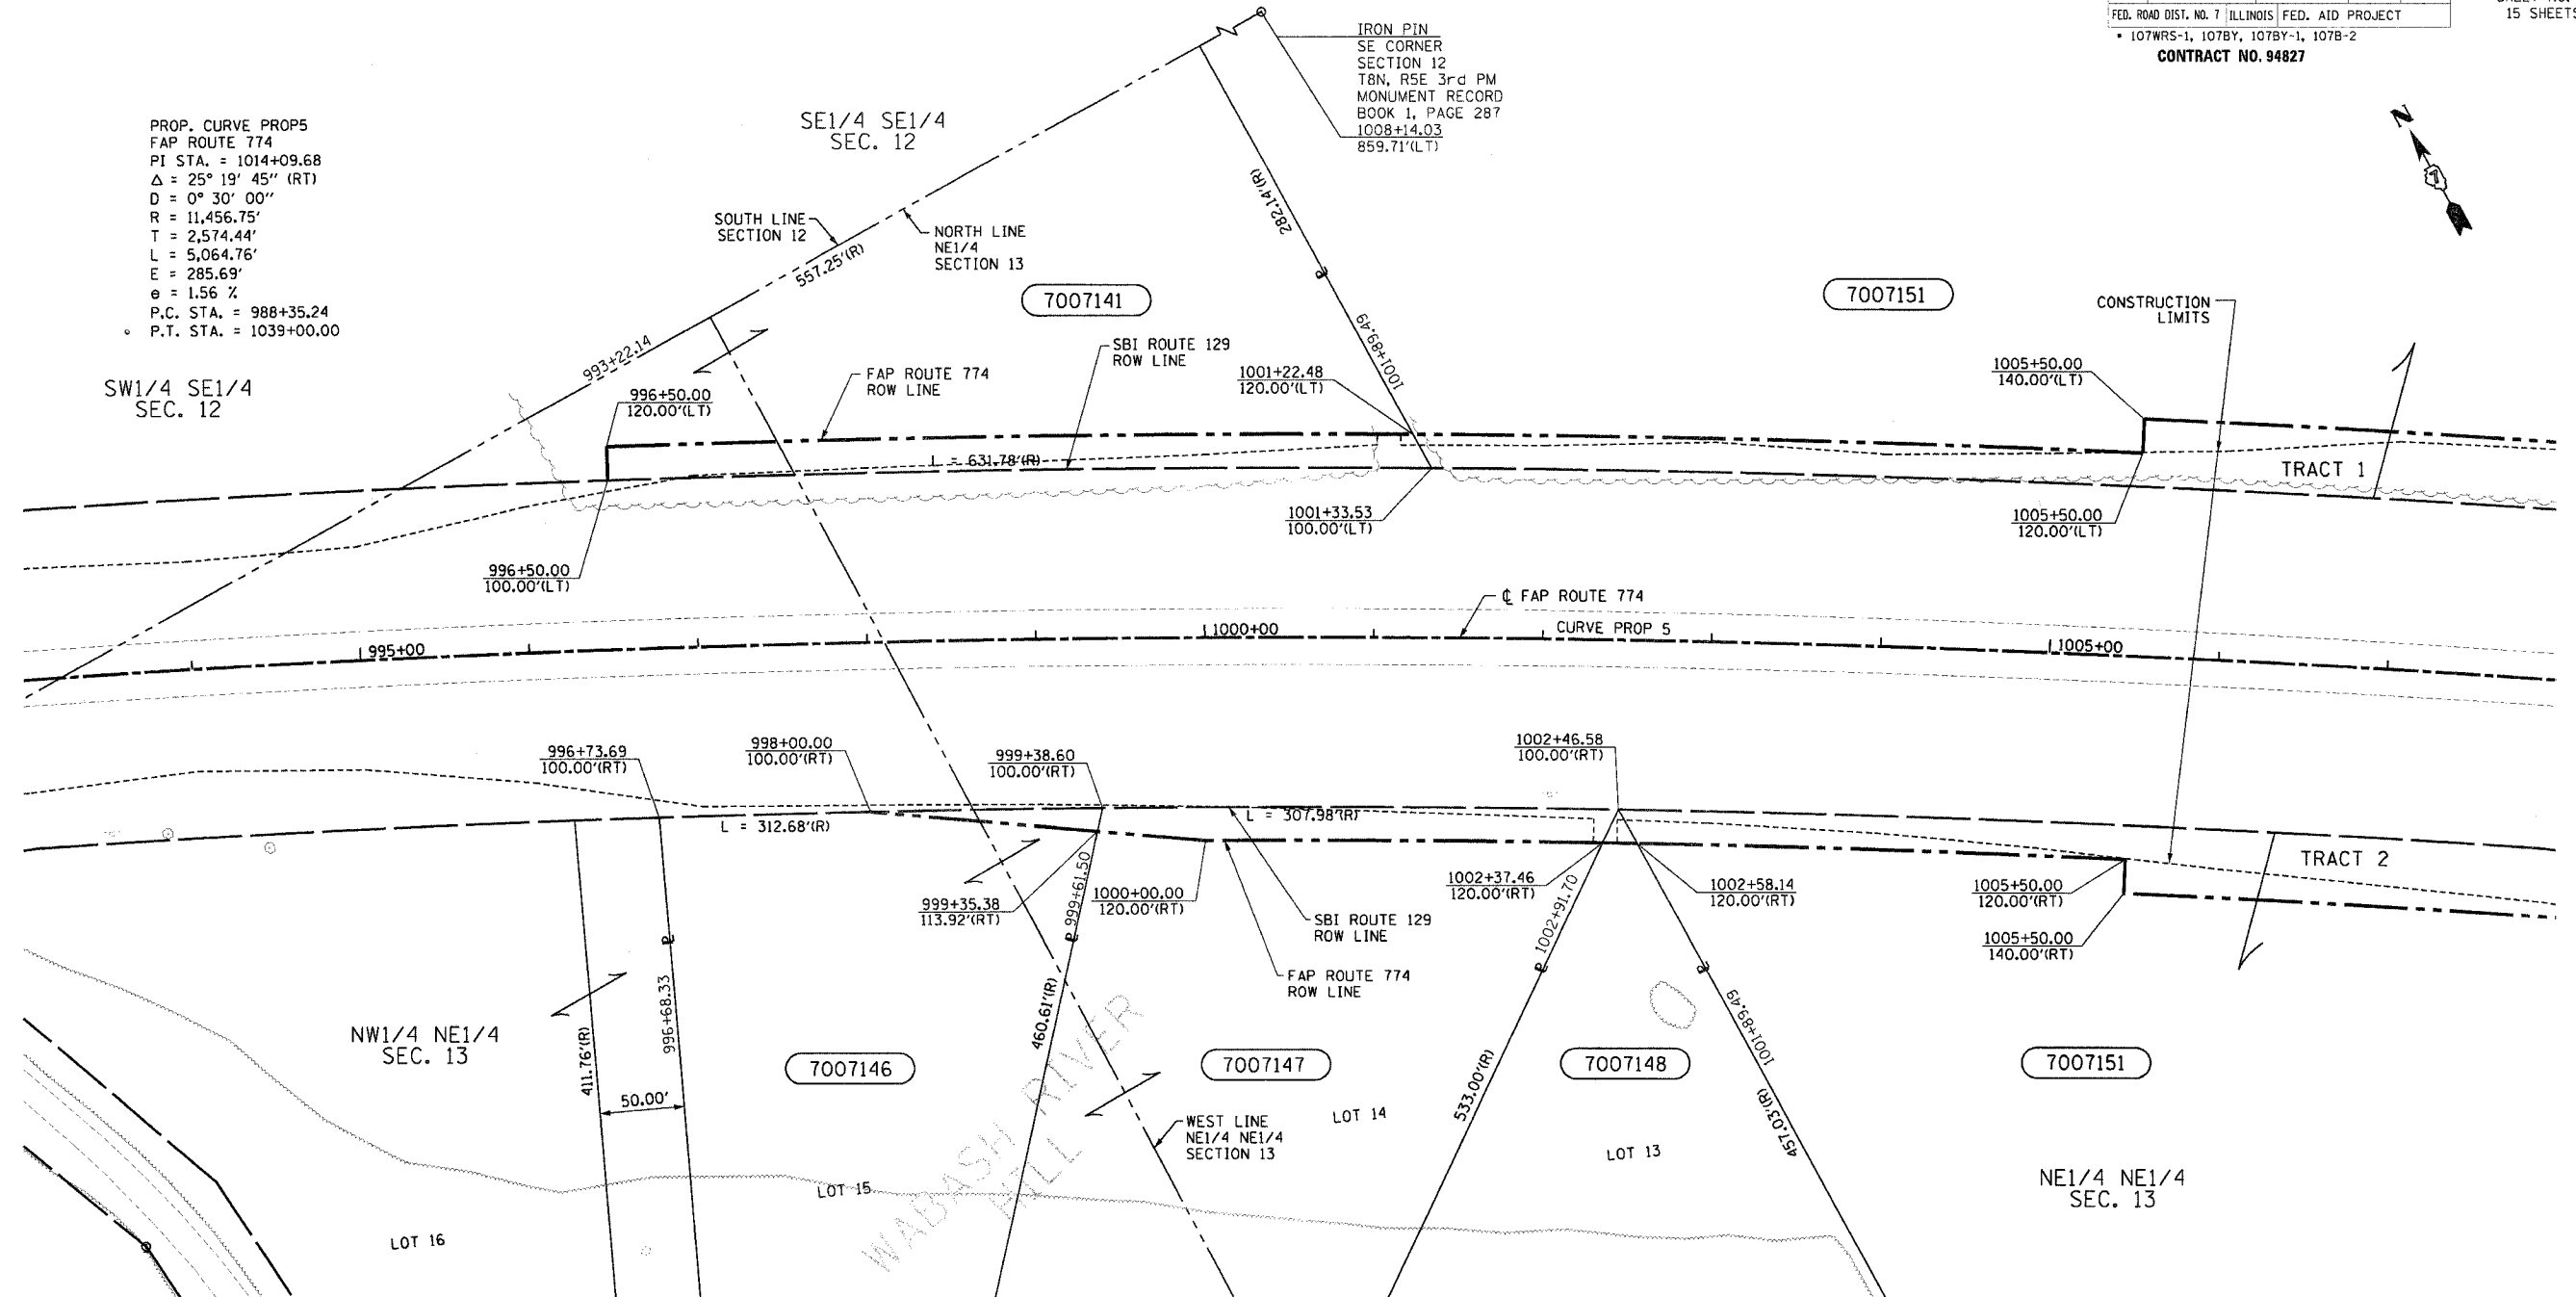 FED. ROAD DIST. NO. 7 ILLINOIS FED. AID PROJECT
15 SHEETS
• 107WRS-1, 107BY, 107BY-1, 107B-2
CONTRACT NO. 94827
IRON PIN
SE CORNER
SECTION 12
T8N, R5E 3rd PM
MONUMENT RECORD
BOOK 1, PAGE 287
1008+14.03
859.71'(LT)
N
7
PROP. CURVE PROP5
FAP ROUTE 774
PI STA. = 1014+09.68
Δ = 25° 19' 45" (RT)
D = 0° 30' 00"
R = 11,456.75'
T = 2,574.44'
L = 5,064.76'
E = 285.69'
e = 1.56 %
P.C. STA. = 988+35.24
P.T. STA. = 1039+00.00
SE1/4 SE1/4
SEC. 12
SW1/4 SE1/4
SEC. 12
SOUTH LINE
SECTION 12
NORTH LINE
NE1/4
SECTION 13
557.25'(R)
282.14'(R)
993+22.14
1001+89.49
7007141
7007151
CONSTRUCTION
LIMITS
FAP ROUTE 774
ROW LINE
SBI ROUTE 129
ROW LINE
996+50.00
120.00'(LT)
1001+22.48
120.00'(LT)
1005+50.00
140.00'(LT)
L = 631.78'(R)
TRACT 1
996+50.00
100.00'(LT)
1001+33.53
100.00'(LT)
1005+50.00
120.00'(LT)
℄ FAP ROUTE 774
995+00
1000+00
CURVE PROP 5
1005+00
996+73.69
100.00'(RT)
998+00.00
100.00'(RT)
999+38.60
100.00'(RT)
1002+46.58
100.00'(RT)
L = 312.68'(R)
L = 307.98'(R)
TRACT 2
999+35.38
113.92'(RT)
999+61.50
1000+00.00
120.00'(RT)
1002+37.46
120.00'(RT)
1002+91.70
1002+58.14
120.00'(RT)
1005+50.00
120.00'(RT)
SBI ROUTE 129
ROW LINE
FAP ROUTE 774
ROW LINE
1005+50.00
140.00'(RT)
NW1/4 NE1/4
SEC. 13
411.76'(R)
996+68.33
50.00'
460.61'(R)
533.00'(R)
1001+89.49
457.03'(R)
7007146
7007147
7007148
7007151
WABASH RIVER
HILL
WEST LINE
NE1/4 NE1/4
SECTION 13
LOT 14
LOT 13
LOT 15
LOT 16
NE1/4 NE1/4
SEC. 13